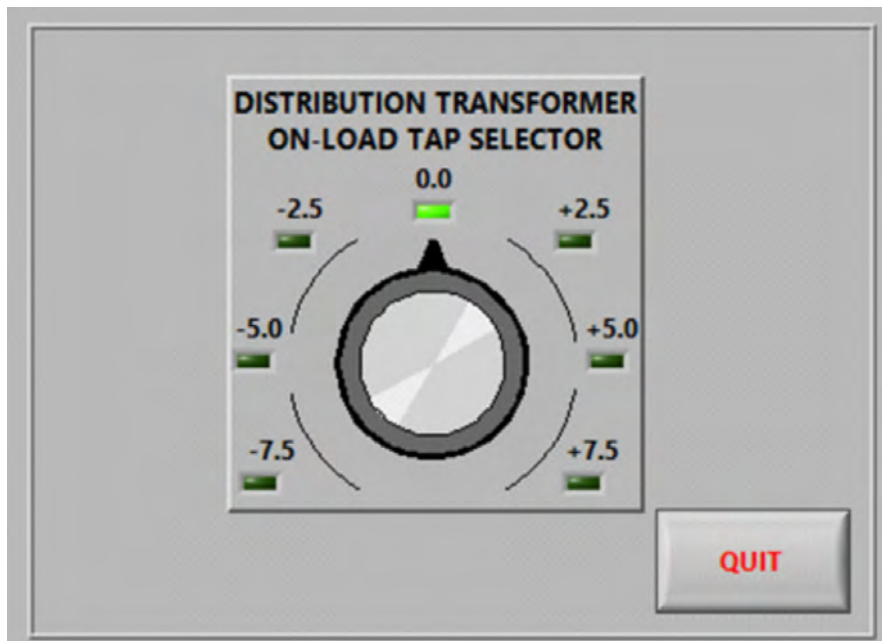 DISTRIBUTION TRANSFORMER
ON-LOAD TAP SELECTOR
0.0
-2.5
+2.5
-5.0
+5.0
-7.5
+7.5
QUIT